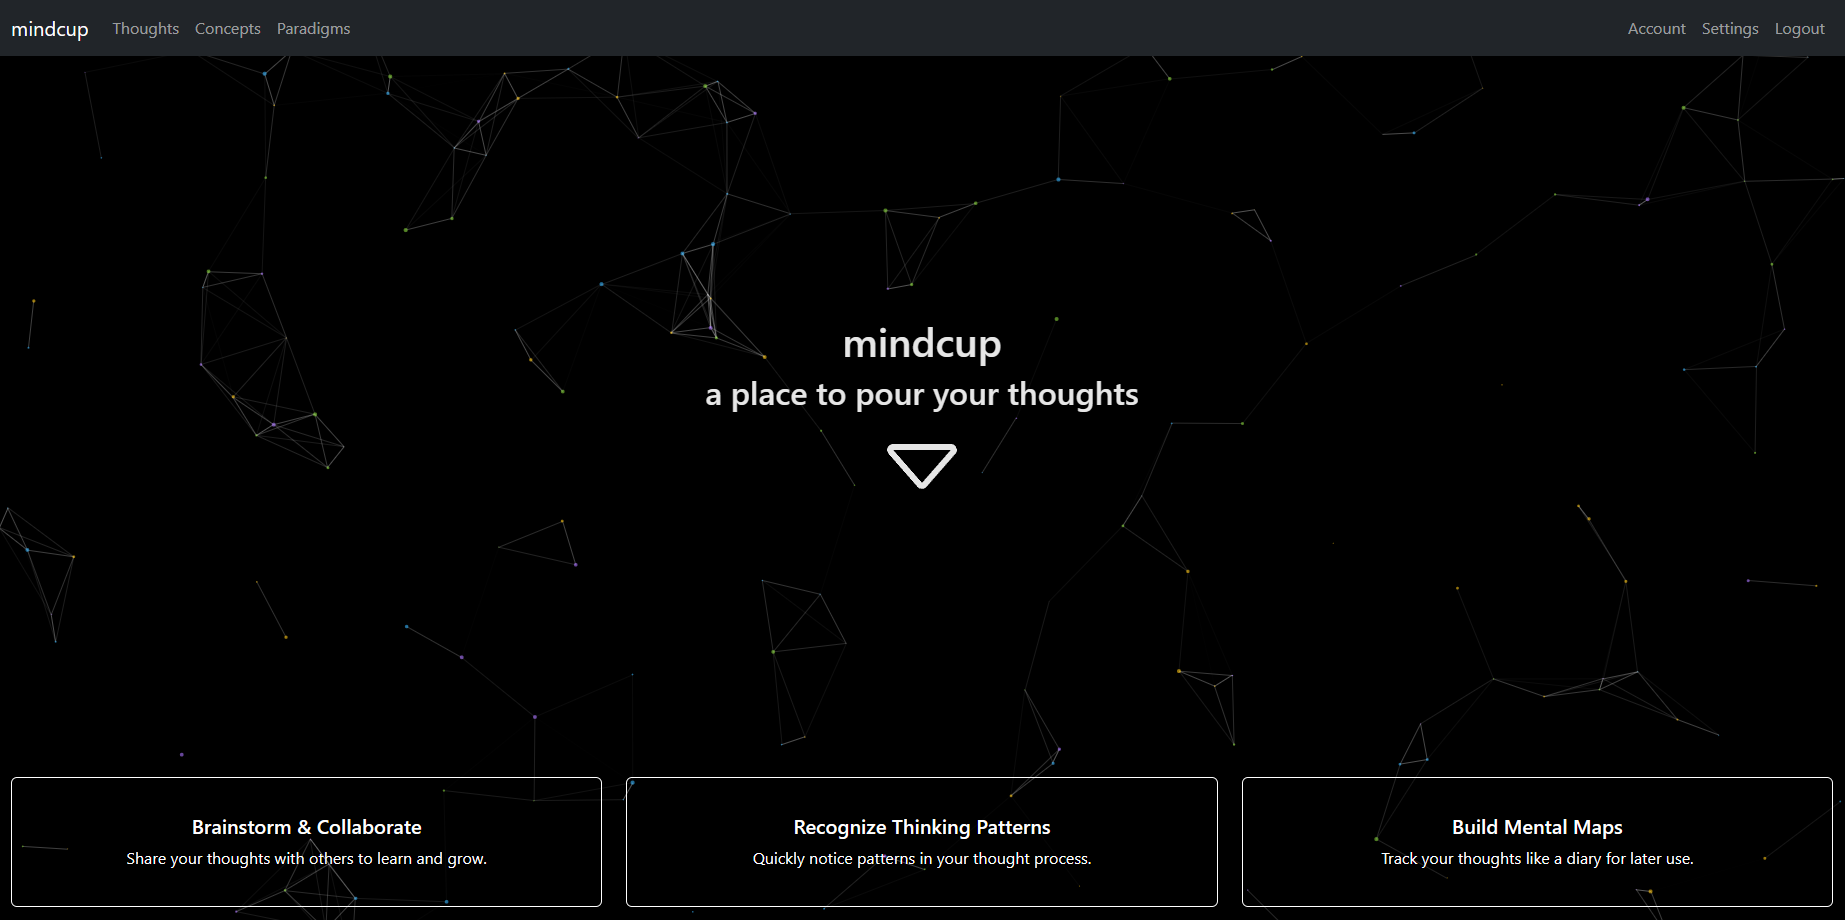 mindcup Thoughts Concepts Paradigms Account Settings Logout
mindcup
a place to pour your thoughts
Brainstorm & Collaborate
Share your thoughts with others to learn and grow.
Recognize Thinking Patterns
Quickly notice patterns in your thought process.
Build Mental Maps
Track your thoughts like a diary for later use.